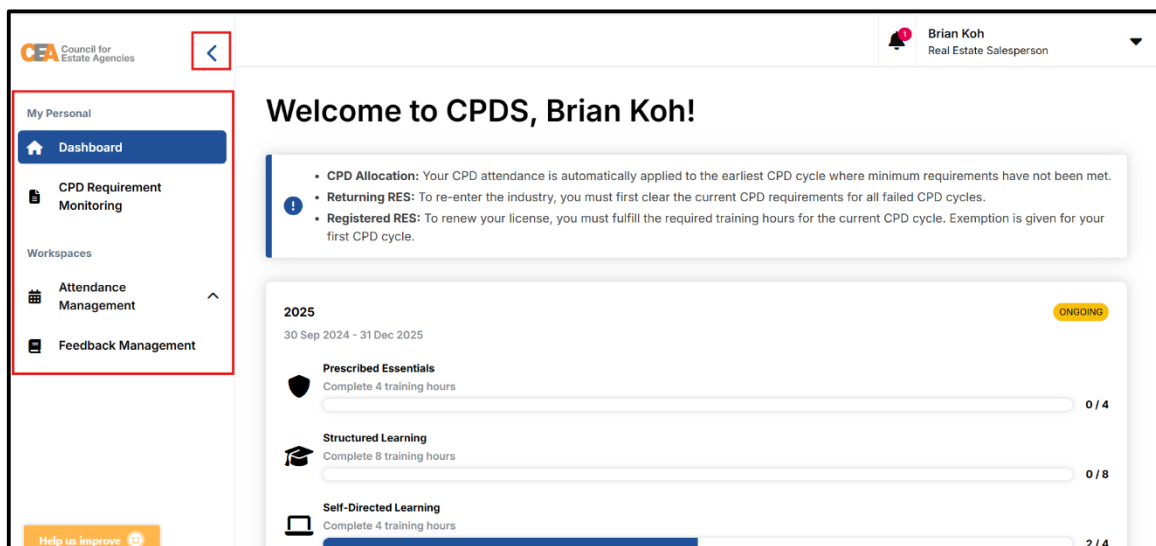 CEA Council for
Estate Agencies
1
Brian Koh
Real Estate Salesperson
My Personal
Dashboard
CPD Requirement
Monitoring
Workspaces
Attendance
Management
Feedback Management
Help us improve
Welcome to CPDS, Brian Koh!
• CPD Allocation: Your CPD attendance is automatically applied to the earliest CPD cycle where minimum requirements have not been met.
• Returning RES: To re-enter the industry, you must first clear the current CPD requirements for all failed CPD cycles.
• Registered RES: To renew your license, you must fulfill the required training hours for the current CPD cycle. Exemption is given for your
first CPD cycle.
2025
ONGOING
30 Sep 2024 - 31 Dec 2025
Prescribed Essentials
Complete 4 training hours
0 / 4
Structured Learning
Complete 8 training hours
0 / 8
Self-Directed Learning
Complete 4 training hours
2 / 4